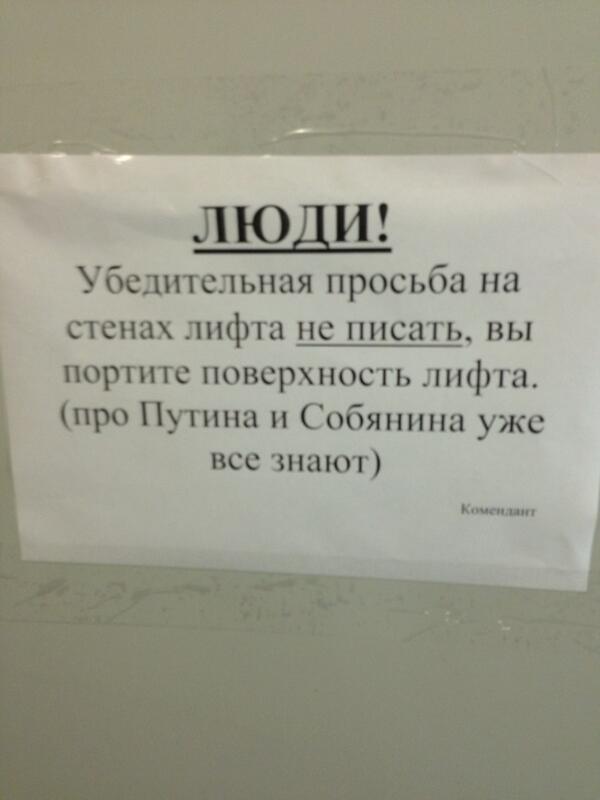 ЛЮДИ!
Убедительная просьба на
стенах лифта не писать, вы
портите поверхность лифта.
(про Путина и Собянина уже
все знают)
Комендант